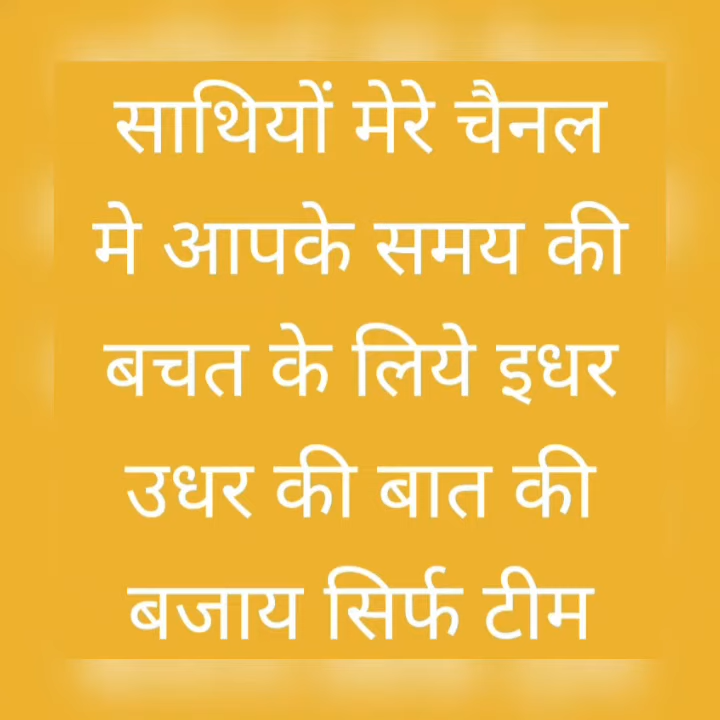 साथियों मेरे चैनल
मे आपके समय की
बचत के लिये इधर
उधर की बात की
बजाय सिर्फ टीम